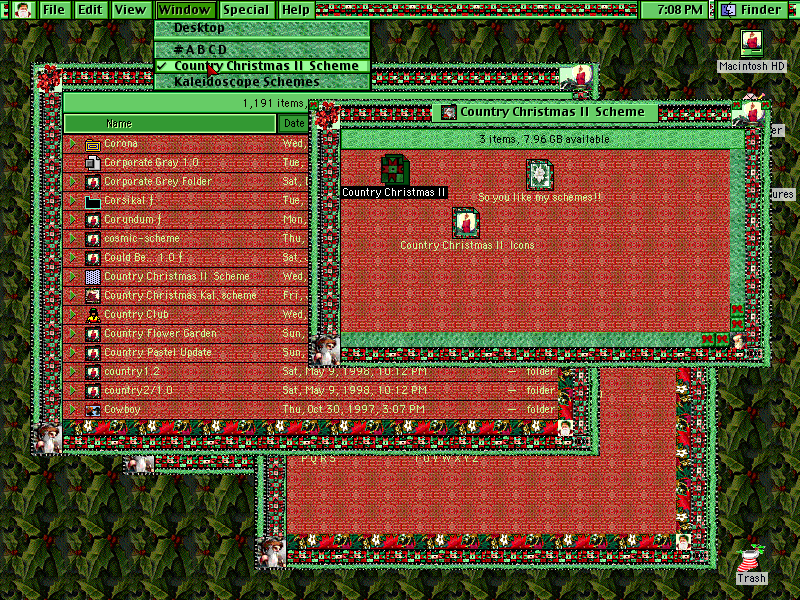 File Edit View Window Special Help 7:08 PM Finder
Desktop
# A B C D
✓ Country Christmas II Scheme
Kaleidoscope Schemes
Macintosh HD
1,191 items,
Name Date
Country Christmas II Scheme
3 items, 7.96 GB available
Country Christmas II
So you like my schemes!!
Country Christmas II Icons
Corona Wed,
Corporate Gray 1.0 Tue,
Corporate Grey Folder Sat,
Corsikal ƒ Tue,
Corundum ƒ Mon,
cosmic-scheme Thu,
Could Be... 1.0 ƒ Sat,
Country Christmas II Scheme Wed,
Country Christmas Kal. scheme Fri,
Country Club Wed,
Country Flower Garden Sun,
Country Pastel Update Sun,
country1.2 Sat, May 9, 1998, 10:12 PM — folder
country2/1.0 Sat, May 9, 1998, 10:12 PM — folder
Cowboy Thu, Oct 30, 1997, 3:07 PM — folder
P Q R S T U V W X Y Z
er
ures
Trash